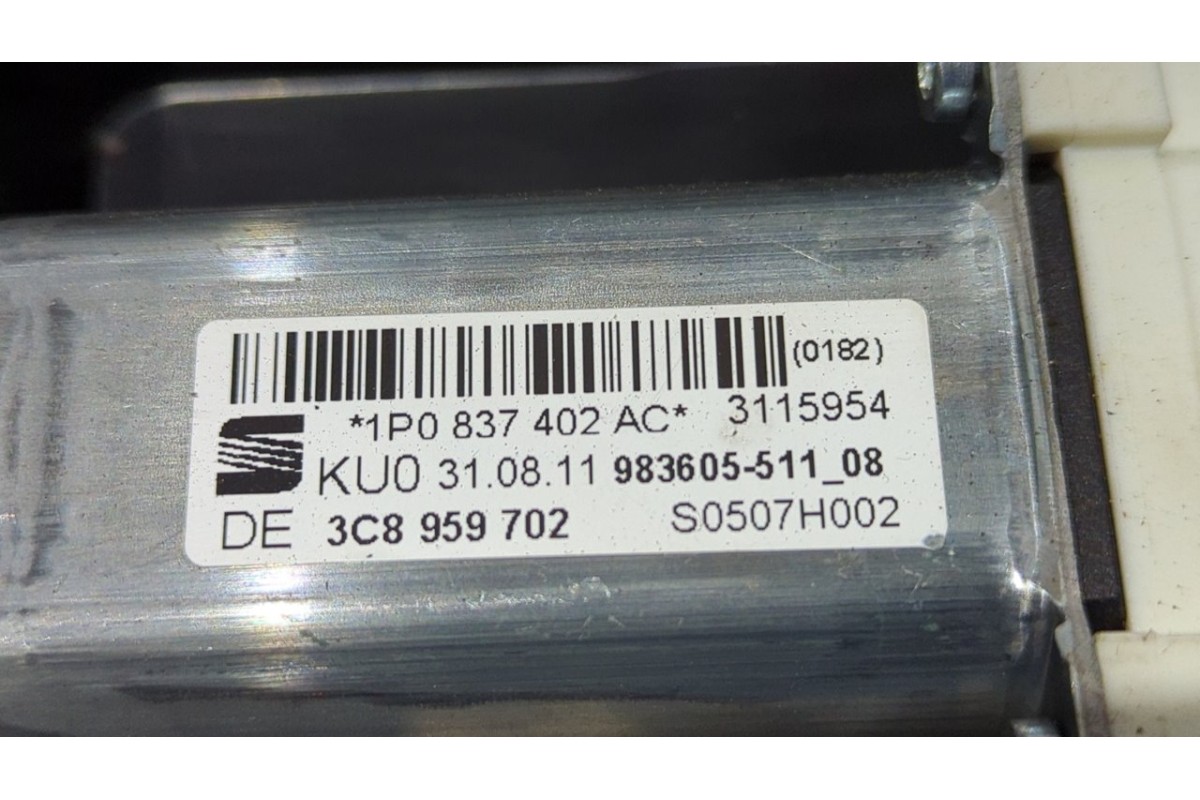 (0182)
*1P0 837 402 AC* 3115954
KU0 31.08.11 983605-511_08
DE 3C8 959 702 S0507H002